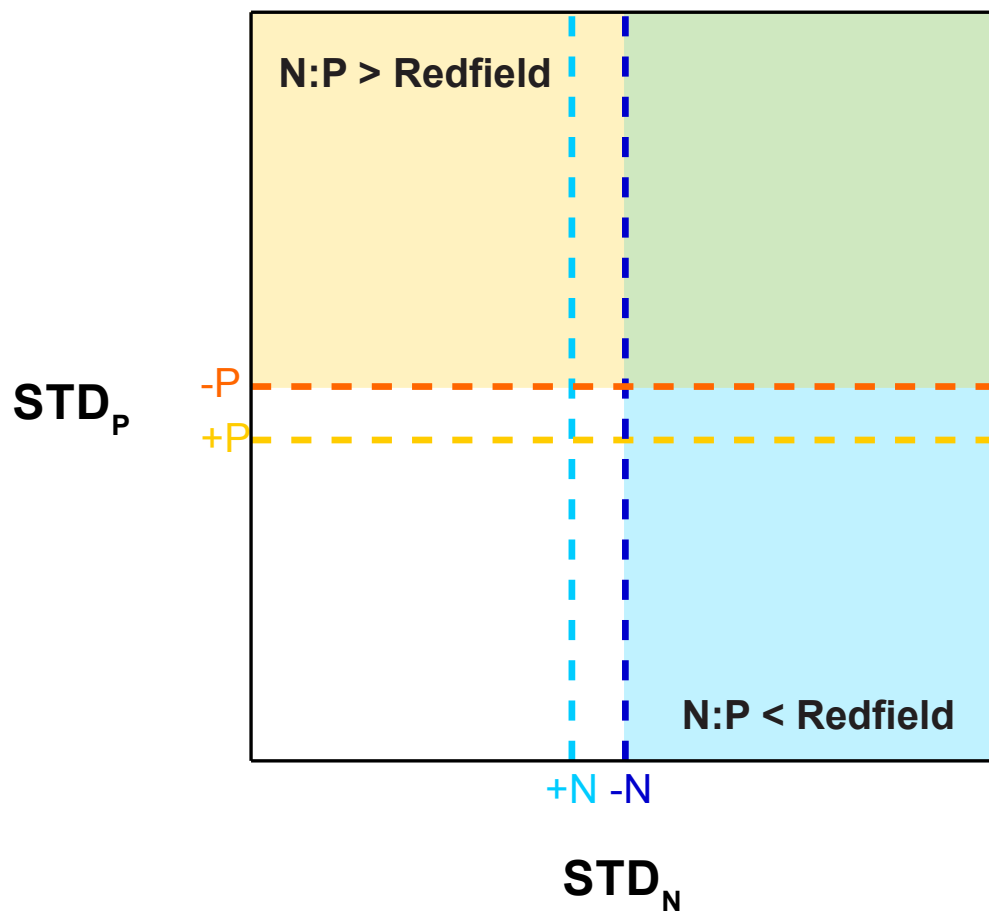 N:P > Redfield
-P
STD_P
+P
N:P < Redfield
+N -N
STD_N